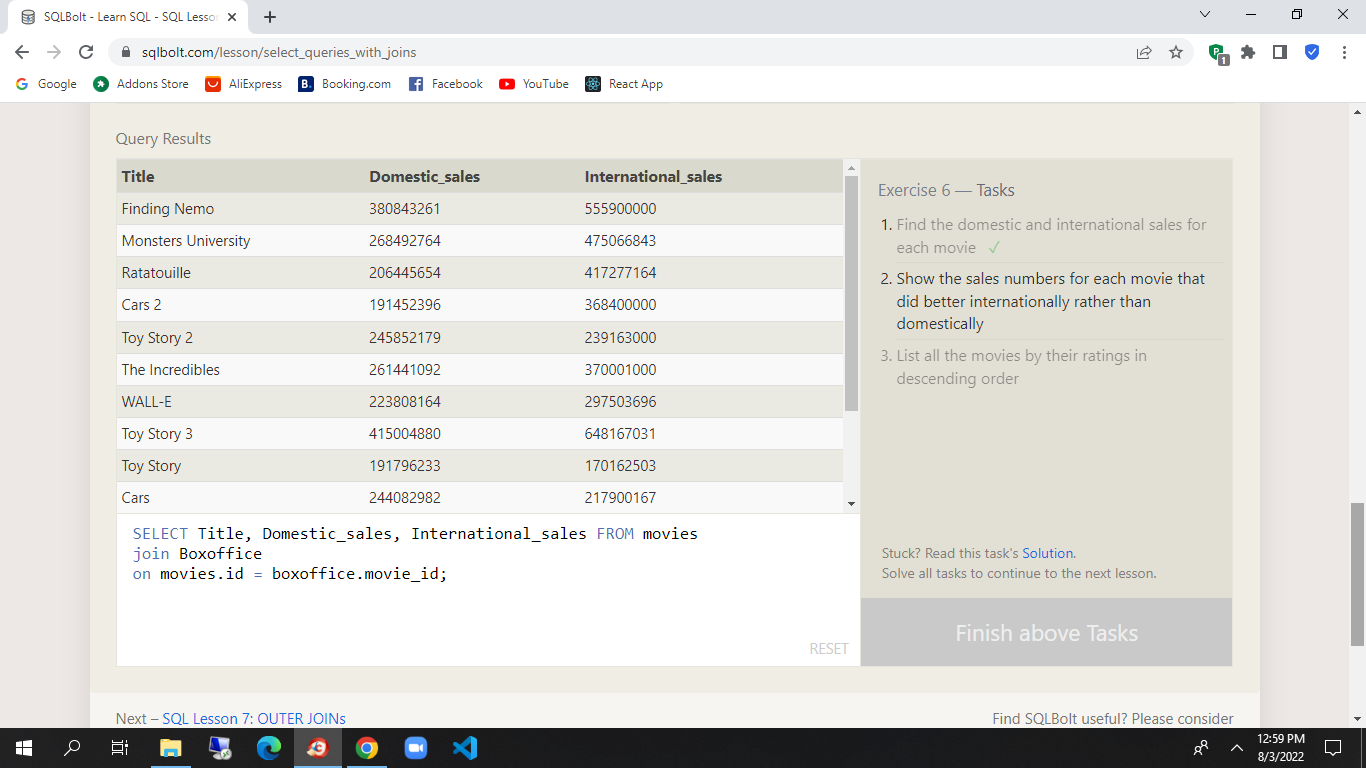 SQLBolt - Learn SQL - SQL Lesson
sqlbolt.com/lesson/select_queries_with_joins
1
Google
Addons Store
AliExpress
B. Booking.com
Facebook
YouTube
React App
Query Results
Title Domestic_sales International_sales
Finding Nemo 380843261 555900000
Monsters University 268492764 475066843
Ratatouille 206445654 417277164
Cars 2 191452396 368400000
Toy Story 2 245852179 239163000
The Incredibles 261441092 370001000
WALL-E 223808164 297503696
Toy Story 3 415004880 648167031
Toy Story 191796233 170162503
Cars 244082982 217900167
SELECT Title, Domestic_sales, International_sales FROM movies
join Boxoffice
on movies.id = boxoffice.movie_id;
RESET
Exercise 6 — Tasks
1. Find the domestic and international sales for
each movie ✓
2. Show the sales numbers for each movie that
did better internationally rather than
domestically
3. List all the movies by their ratings in
descending order
Stuck? Read this task's Solution.
Solve all tasks to continue to the next lesson.
Finish above Tasks
Next – SQL Lesson 7: OUTER JOINs
Find SQLBolt useful? Please consider
12:59 PM
8/3/2022